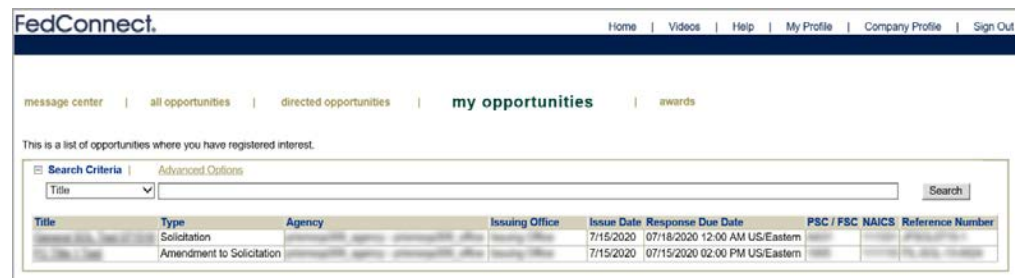 FedConnect.
Home | Videos | Help | My Profile | Company Profile | Sign Out
message center | all opportunities | directed opportunities | my opportunities | awards
This is a list of opportunities where you have registered interest.
Search Criteria | Advanced Options
Title Search
Title Type Agency Issuing Office Issue Date Response Due Date PSC / FSC NAICS Reference Number
Solicitation 7/15/2020 07/18/2020 12:00 AM US/Eastern
Amendment to Solicitation 7/15/2020 07/15/2020 02:00 PM US/Eastern